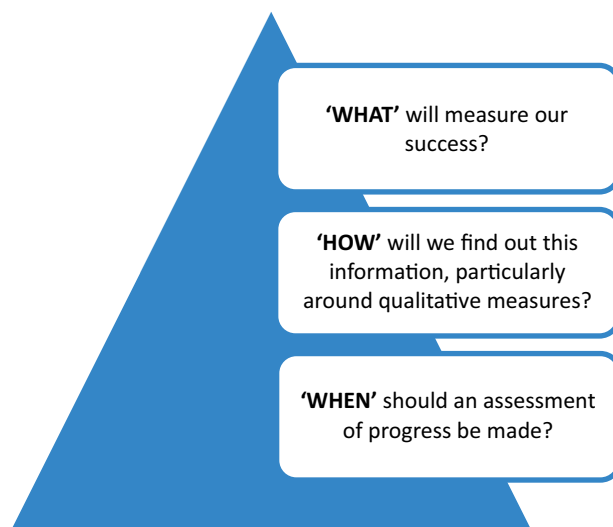 ‘WHAT’ will measure our
success?
‘HOW’ will we find out this
information, particularly
around qualitative measures?
‘WHEN’ should an assessment
of progress be made?